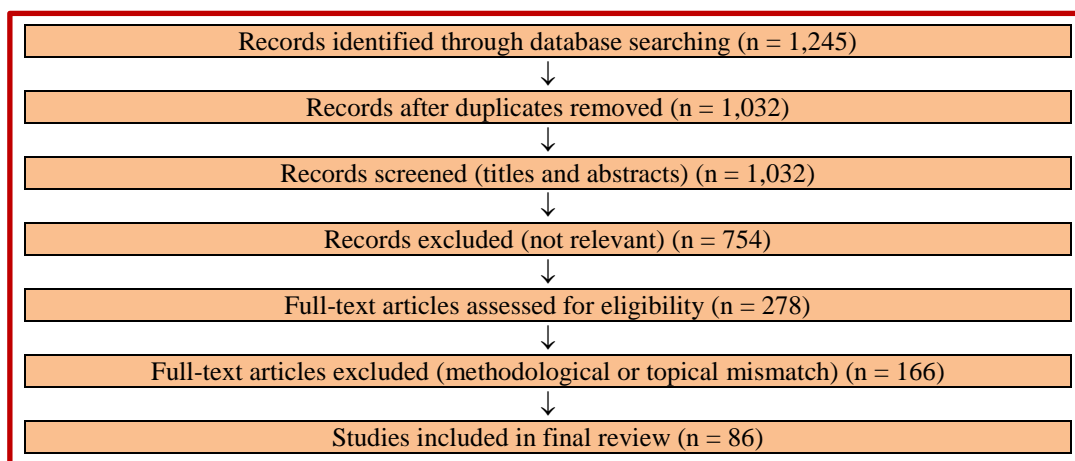 Records identified through database searching (n = 1,245)
↓
Records after duplicates removed (n = 1,032)
↓
Records screened (titles and abstracts) (n = 1,032)
↓
Records excluded (not relevant) (n = 754)
↓
Full-text articles assessed for eligibility (n = 278)
↓
Full-text articles excluded (methodological or topical mismatch) (n = 166)
↓
Studies included in final review (n = 86)